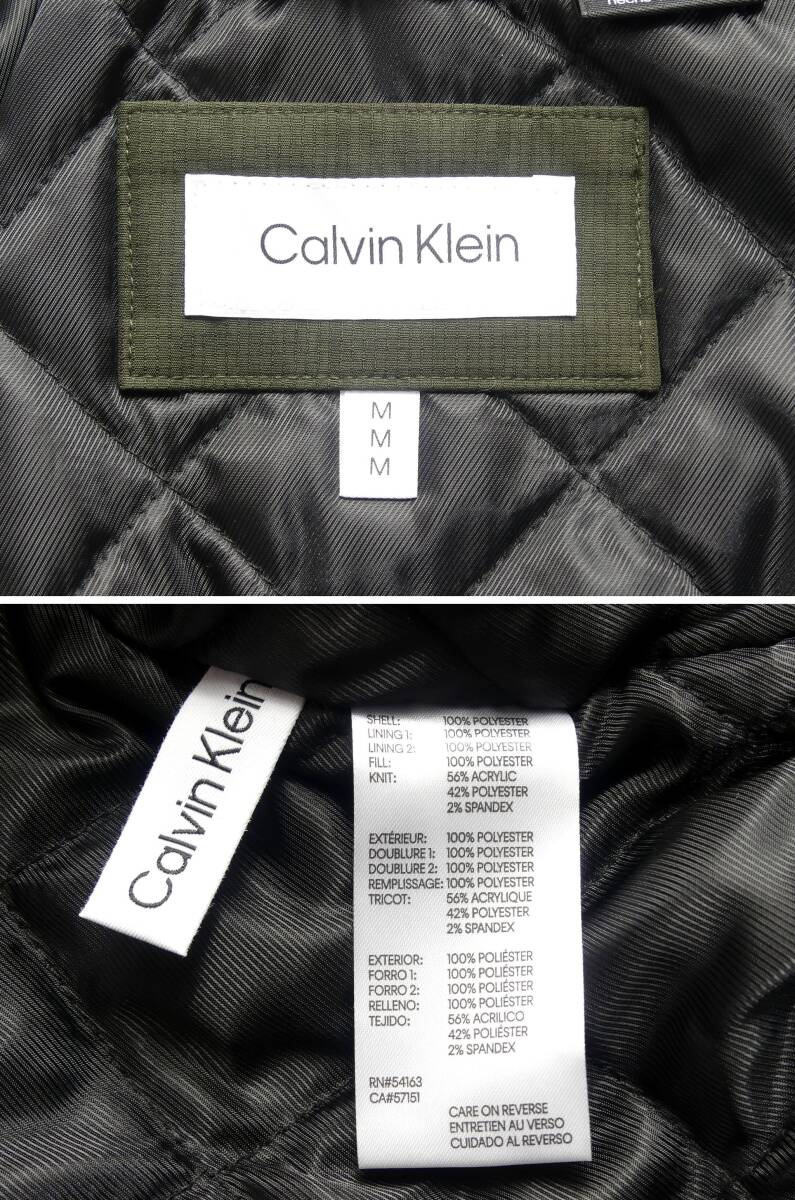 Calvin Klein
M
M
M
Calvin Klein
SHELL: 100% POLYESTER
LINING 1: 100% POLYESTER
LINING 2: 100% POLYESTER
FILL: 100% POLYESTER
KNIT: 56% ACRYLIC
42% POLYESTER
2% SPANDEX
EXTÉRIEUR: 100% POLYESTER
DOUBLURE 1: 100% POLYESTER
DOUBLURE 2: 100% POLYESTER
REMPLISSAGE: 100% POLYESTER
TRICOT: 56% ACRYLIQUE
42% POLYESTER
2% SPANDEX
EXTERIOR: 100% POLIÉSTER
FORRO 1: 100% POLIÉSTER
FORRO 2: 100% POLIÉSTER
RELLENO: 100% POLIÉSTER
TEJIDO: 56% ACRILICO
42% POLIÉSTER
2% SPANDEX
RN#54163
CA#57151
CARE ON REVERSE
ENTRETIEN AU VERSO
CUIDADO AL REVERSO